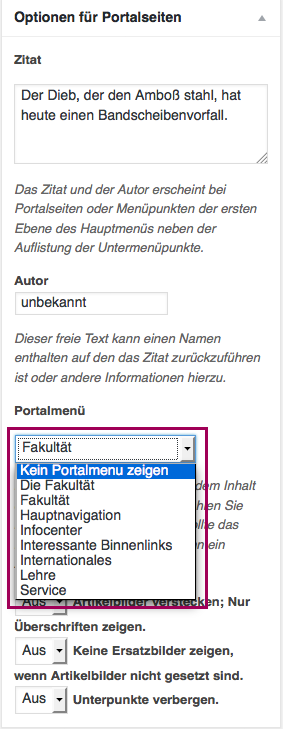 Optionen für Portalseiten
Zitat
Der Dieb, der den Amboß stahl, hat
heute einen Bandscheibenvorfall.
Das Zitat und der Autor erscheint bei
Portalseiten oder Menüpunkten der ersten
Ebene des Hauptmenüs neben der
Auflistung der Untermenüpunkte.
Autor
unbekannt
Dieser freie Text kann einen Namen
enthalten auf den das Zitat zurückzuführen
ist oder andere Informationen hierzu.
Portalmenü
Fakultät
Kein Portalmenu zeigen
Die Fakultät
dem Inhalt
Fakultät
Hauptnavigation
das
Infocenter
Interessante Binnenlinks
Internationales
Lehre
Service
Aus Artikelbilder verstecken; Nur
Überschriften zeigen.
Aus Keine Ersatzbilder zeigen,
wenn Artikelbilder nicht gesetzt sind.
Aus Unterpunkte verbergen.